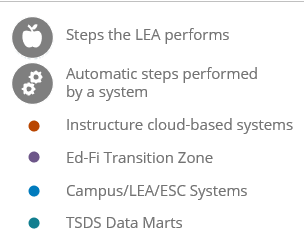 Steps the LEA performs
Automatic steps performed
by a system
Instructure cloud-based systems
Ed-Fi Transition Zone
Campus/LEA/ESC Systems
TSDS Data Marts